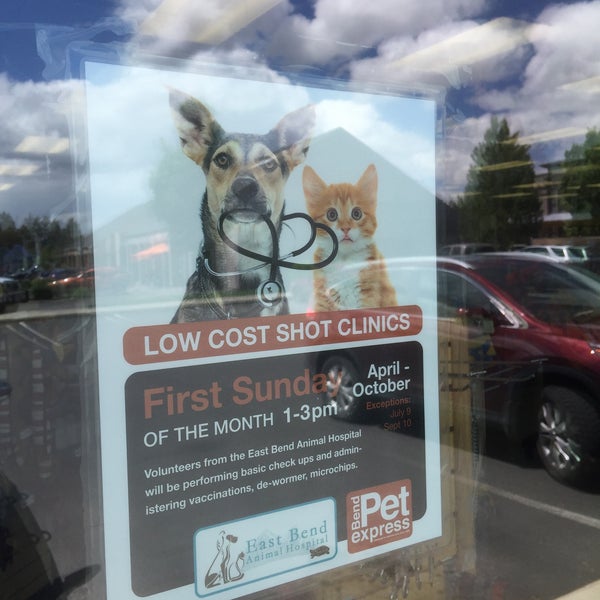 LOW COST SHOT CLINICS
First Sunday
OF THE MONTH 1-3pm
April -
October
Exceptions:
July 9
Sept 10
Volunteers from the East Bend Animal Hospital
will be performing basic check ups and admin-
istering vaccinations, de-wormer, microchips.
East Bend
Animal Hospital
Bend
Pet
express